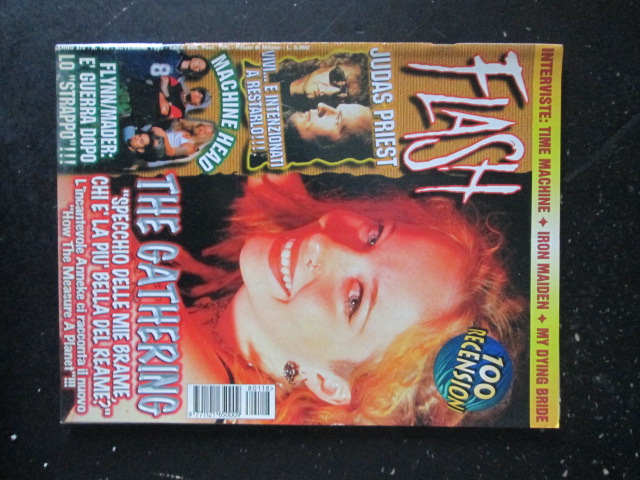 INTERVISTE: TIME MACHINE ✦ IRON MAIDEN ✦ MY DYING BRIDE
FLASH
100
RECENSIONI
JUDAS PRIEST
VIVI... E INTENZIONATI
A RESTARLO!!!
MACHINE HEAD
FLYNN/MADER:
E' GUERRA DOPO
LO "STRAPPO"!!!
THE GATHERING
"SPECCHIO DELLE MIE BRAME,
CHI E' LA PIU' BELLA DEL REAME?"
L'incantevole Anneke ci racconta il nuovo
"How The Measure A Planet"!!!
80118